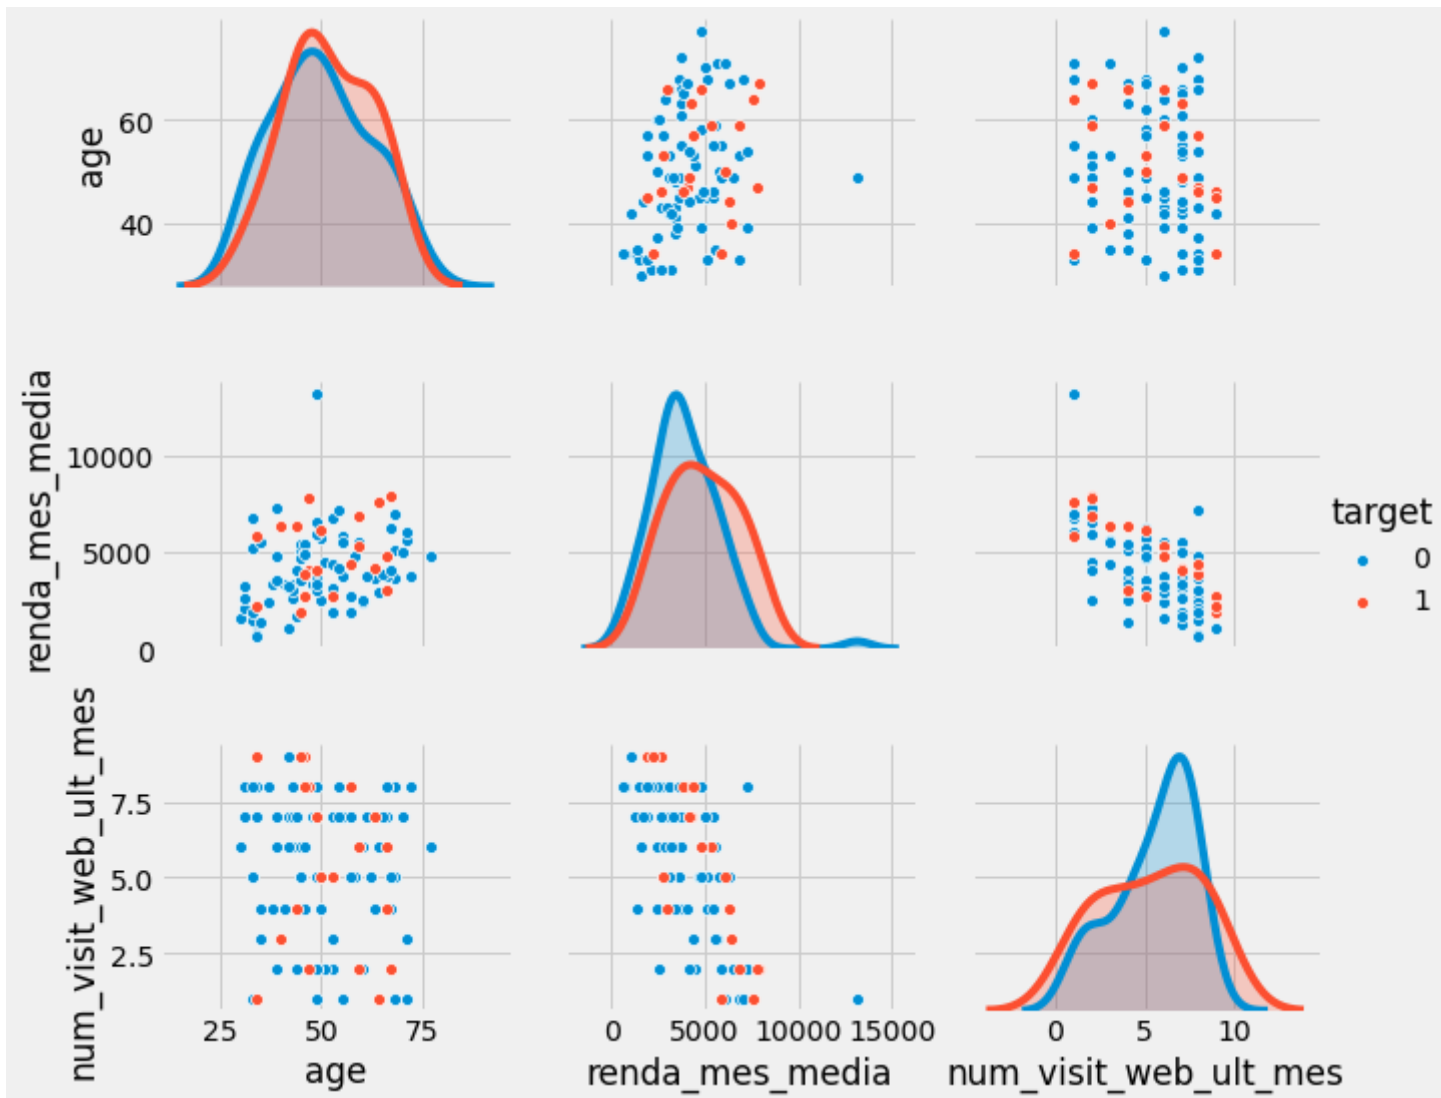 age
60
40
renda_mes_media
10000
5000
0
target
0
1
num_visit_web_ult_mes
7.5
5.0
2.5
25 50 75
0 5000 10000 15000
0 5 10
age
renda_mes_media
num_visit_web_ult_mes